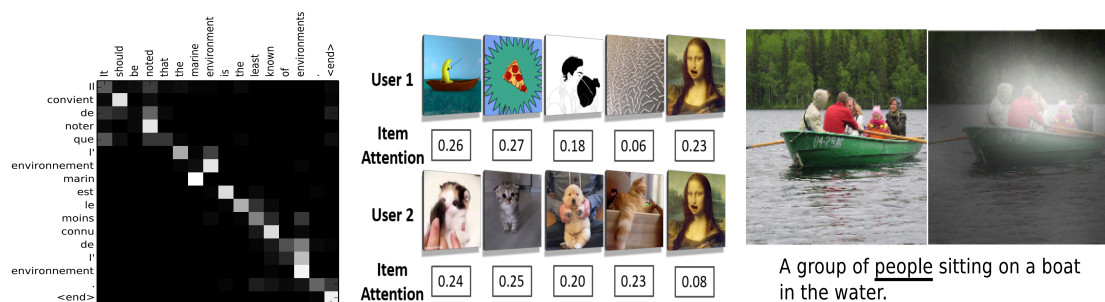 It
should
be
noted
that
the
marine
environment
is
the
least
known
of
environments
.
<end>
Il
convient
de
noter
que
l'
environnement
marin
est
le
moins
connu
de
l'
environnement
.
<end>
User 1
Item
Attention
0.26 0.27 0.18 0.06 0.23
User 2
Item
Attention
0.24 0.25 0.20 0.23 0.08
A group of people sitting on a boat
in the water.